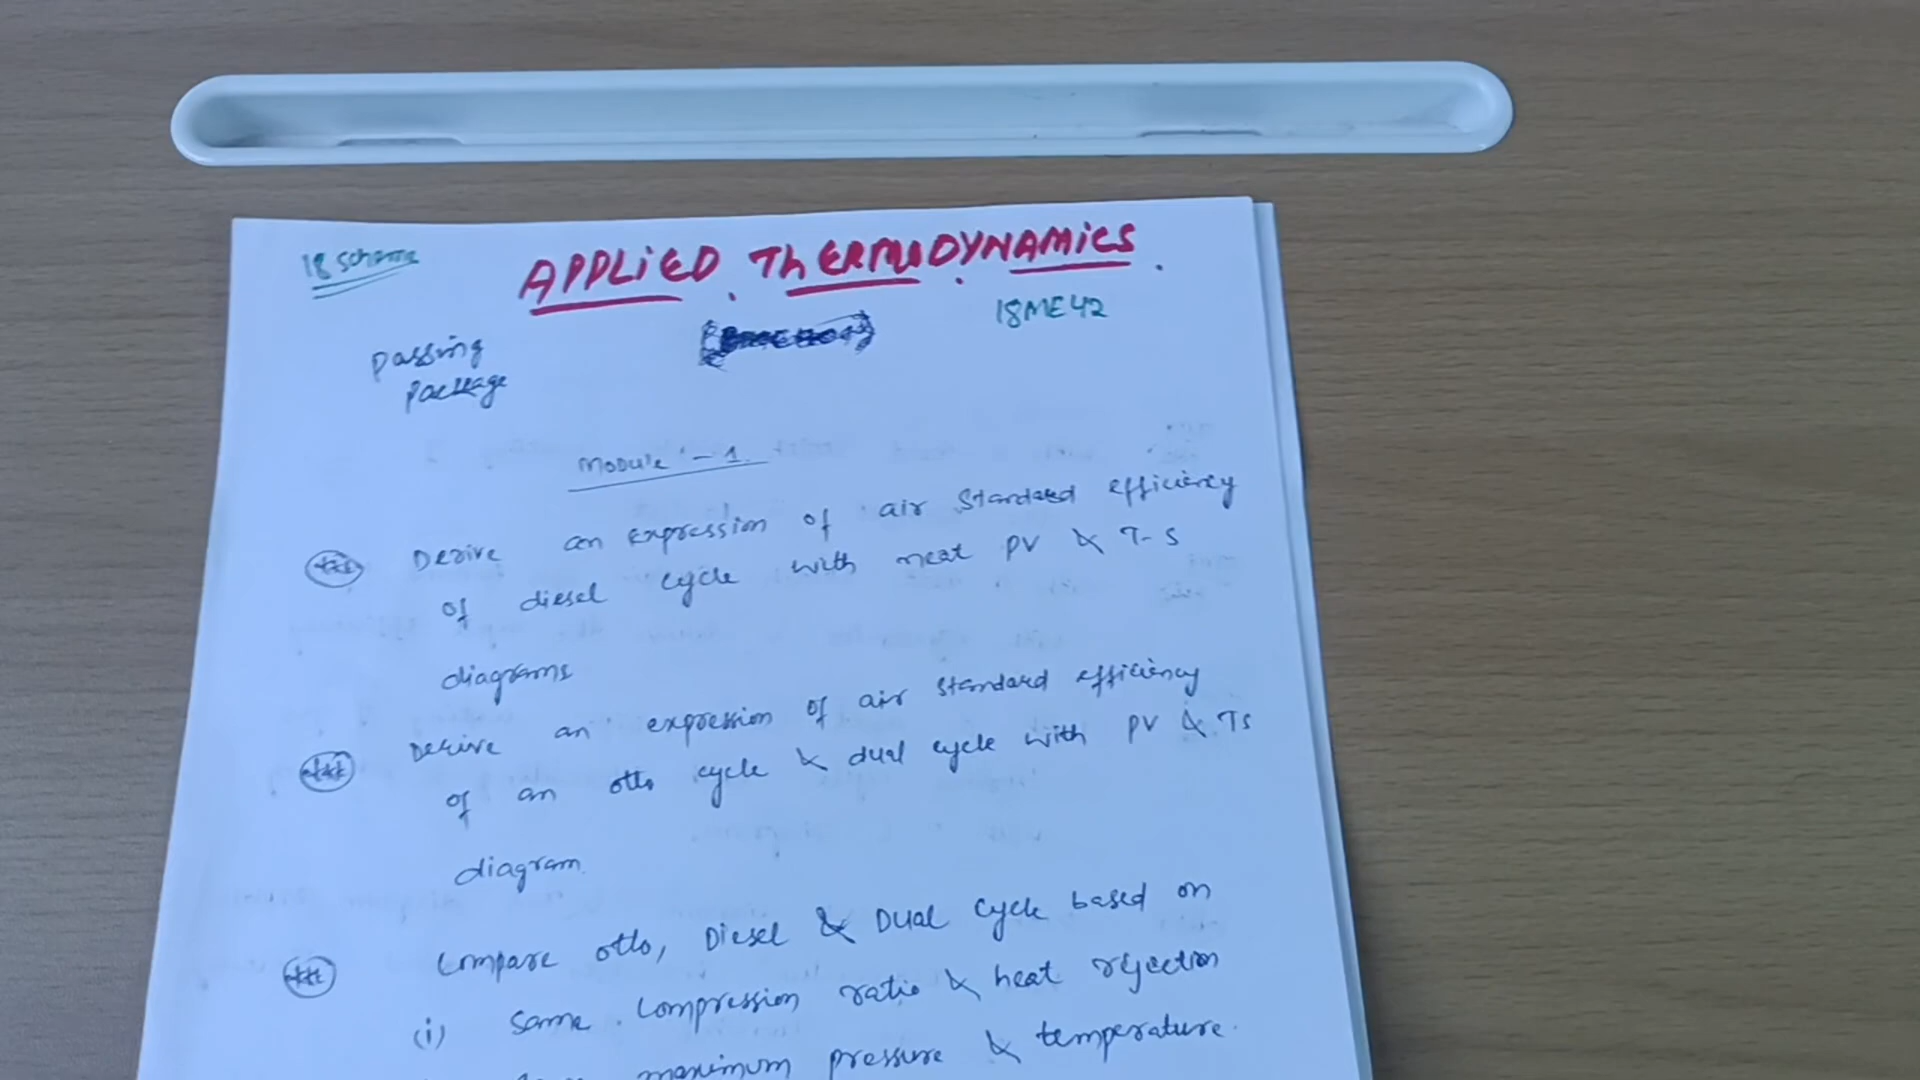 18 scheme
APPLIED. ThERMODYNAMICS.
18ME42
passing
package
Module - 1
Derive an expression of air standard efficiency
of diesel cycle with neat PV & T-S
diagrams
Derive an expression of air standard efficiency
of an otto cycle & dual cycle with PV & TS
diagram.
compare otto, Diesel & Dual cycle based on
(i) same compression ratio & heat rejection
maximum pressure & temperature.